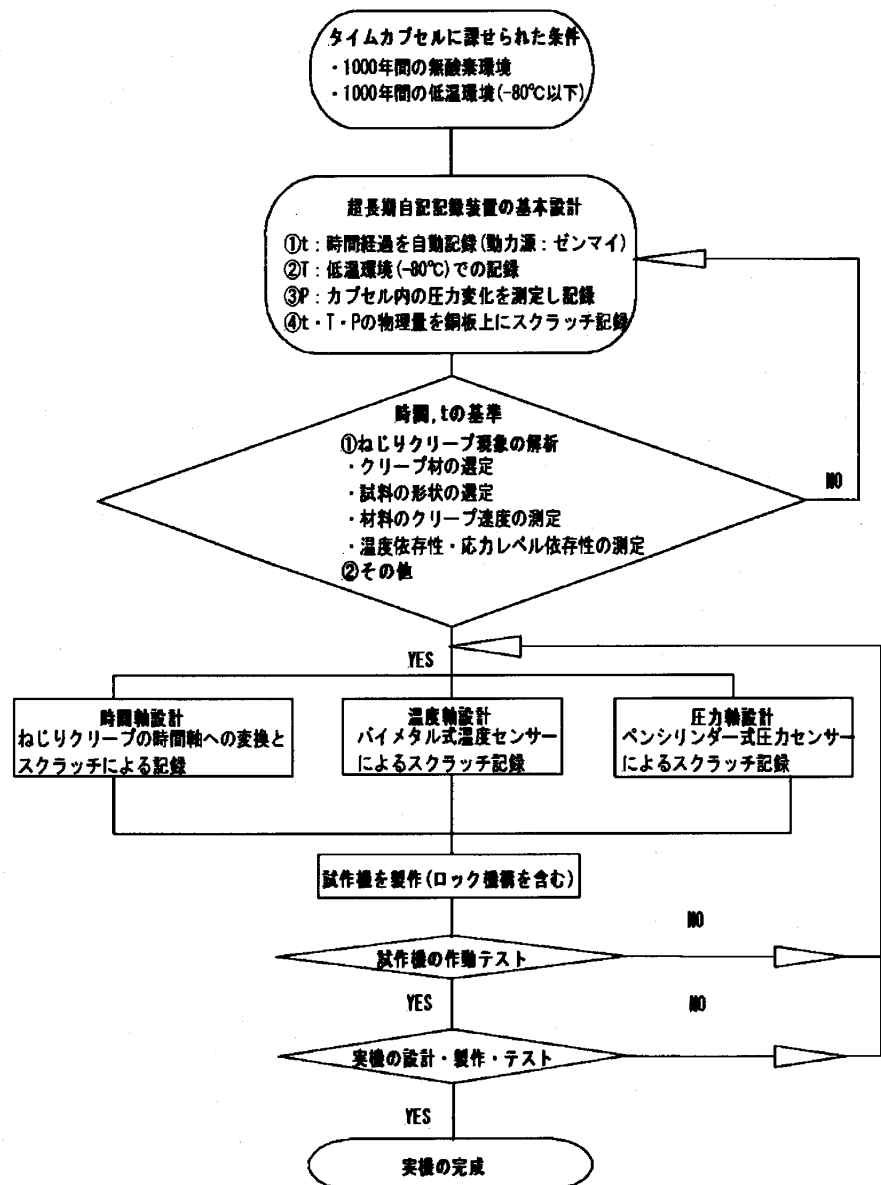 タイムカプセルに課せられた条件
・1000年間の無酸素環境
・1000年間の低温環境(-80℃以下)
超長期自記記録装置の基本設計
①t：時間経過を自動記録(動力源：ゼンマイ)
②T：低温環境(-80℃)での記録
③P：カプセル内の圧力変化を測定し記録
④t・T・Pの物理量を銅板上にスクラッチ記録
時間,tの基準
①ねじりクリープ現象の解析
・クリープ材の選定
・試料の形状の選定
・材料のクリープ速度の測定
・温度依存性・応力レベル依存性の測定
②その他
NO
YES
時間軸設計
ねじりクリープの時間軸への変換と
スクラッチによる記録
温度軸設計
バイメタル式温度センサー
によるスクラッチ記録
圧力軸設計
ペンシリンダー式圧力センサー
によるスクラッチ記録
試作機を製作(ロック機構を含む)
NO
試作機の作動テスト
YES
NO
実機の設計・製作・テスト
YES
実機の完成